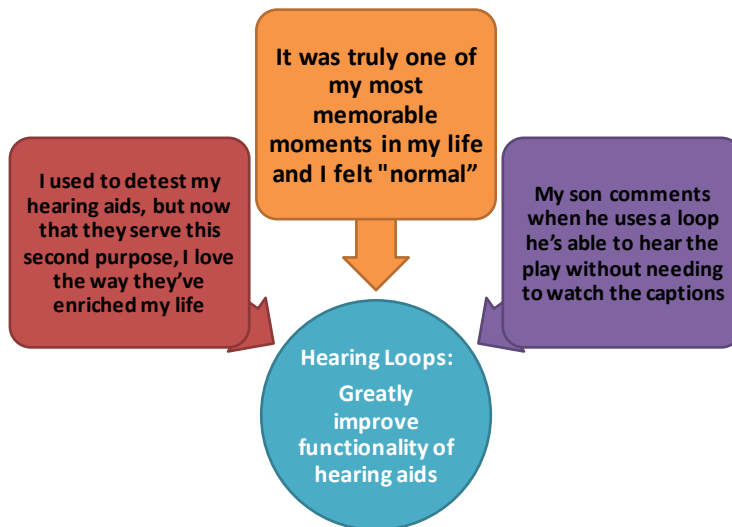 It was truly one of
my most
memorable
moments in my life
and I felt "normal”
I used to detest my
hearing aids, but now
that they serve this
second purpose, I love
the way they’ve
enriched my life
My son comments
when he uses a loop
he’s able to hear the
play without needing
to watch the captions
Hearing Loops:
Greatly
improve
functionality of
hearing aids